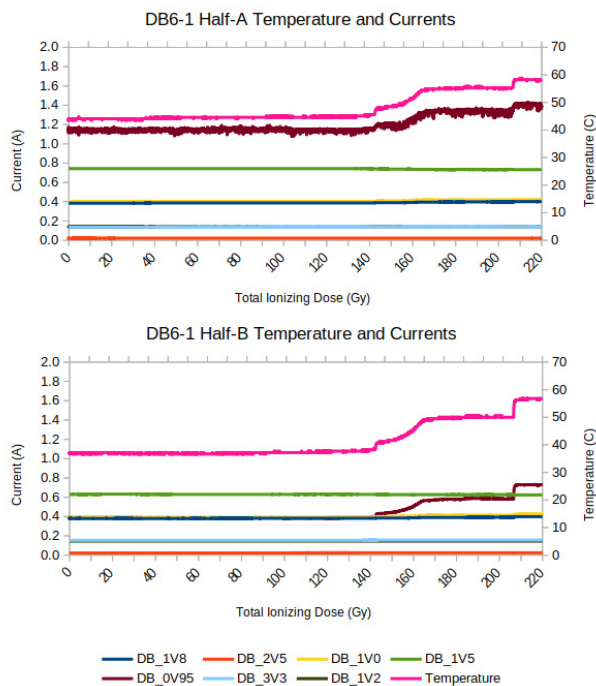 DB6-1 Half-A Temperature and Currents
2.0 70
1.8 60
1.6
1.4 50
1.2 40
1.0
0.8 30
0.6 20
0.4
0.2 10
0.0 0
Current (A)
Temperature (C)
0 20 40 60 80 100 120 140 160 180 200 220
Total Ionizing Dose (Gy)
DB6-1 Half-B Temperature and Currents
2.0 70
1.8 60
1.6
1.4 50
1.2 40
1.0
0.8 30
0.6 20
0.4
0.2 10
0.0 0
Current (A)
Temperature (C)
0 20 40 60 80 100 120 140 160 180 200 220
Total Ionizing Dose (Gy)
DB_1V8 DB_2V5 DB_1V0 DB_1V5
DB_0V95 DB_3V3 DB_1V2 Temperature